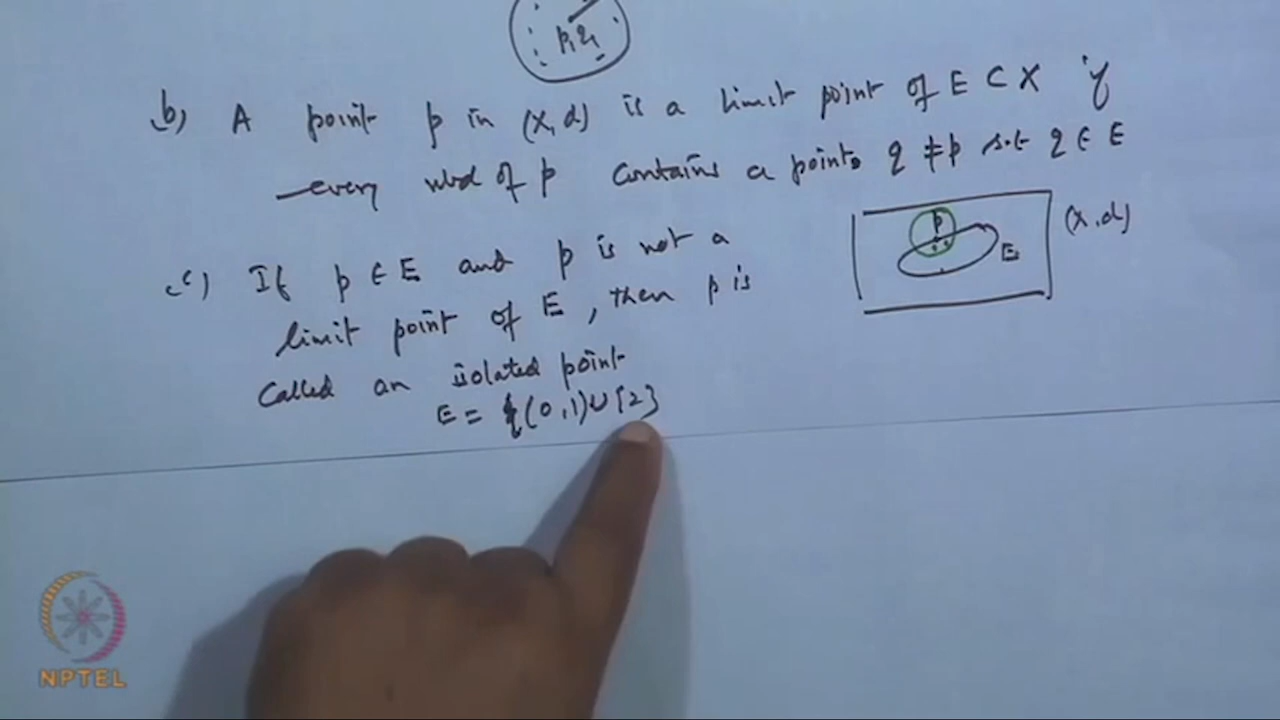 p, ε
b) A point p in (X, d) is a limit point of E ⊂ X if
every nbd of p contains a points q ≠ p s.t q ∈ E
p
(X, d)
E
c) If p ∈ E and p is not a
limit point of E, then p is
called an isolated point
E = {(0,1)∪{2}
NPTEL